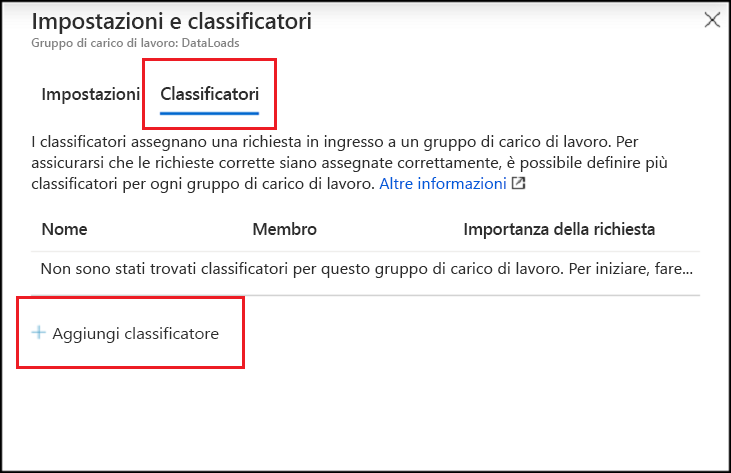 Impostazioni e classificatori
Gruppo di carico di lavoro: DataLoads
Impostazioni Classificatori
I classificatori assegnano una richiesta in ingresso a un gruppo di carico di lavoro. Per
assicurarsi che le richieste corrette siano assegnate correttamente, è possibile definire più
classificatori per ogni gruppo di carico di lavoro. Altre informazioni
Nome Membro Importanza della richiesta
Non sono stati trovati classificatori per questo gruppo di carico di lavoro. Per iniziare, fare...
+ Aggiungi classificatore